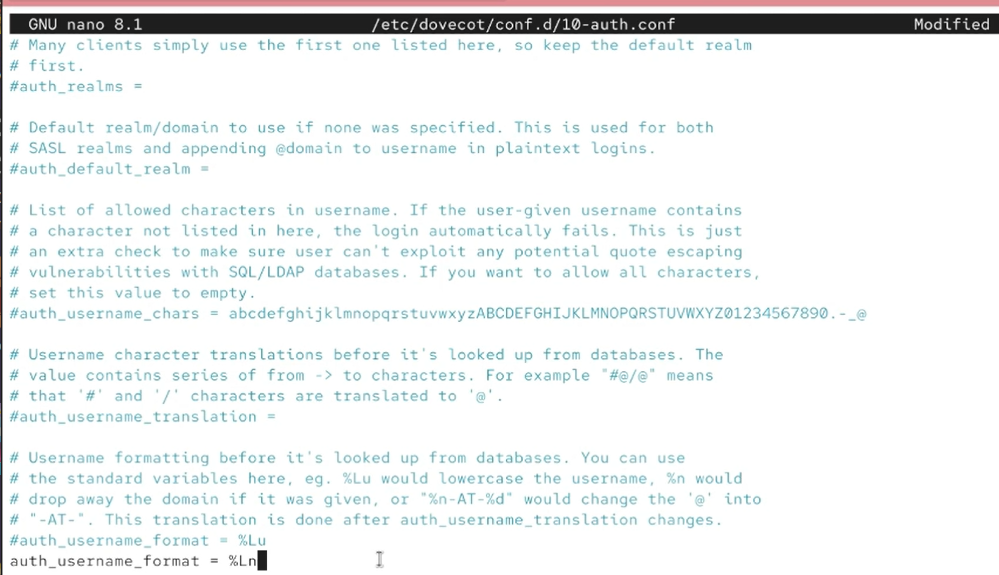 GNU nano 8.1 /etc/dovecot/conf.d/10-auth.conf Modified
# Many clients simply use the first one listed here, so keep the default realm
# first.
#auth_realms =
# Default realm/domain to use if none was specified. This is used for both
# SASL realms and appending @domain to username in plaintext logins.
#auth_default_realm =
# List of allowed characters in username. If the user-given username contains
# a character not listed in here, the login automatically fails. This is just
# an extra check to make sure user can't exploit any potential quote escaping
# vulnerabilities with SQL/LDAP databases. If you want to allow all characters,
# set this value to empty.
#auth_username_chars = abcdefghijklmnopqrstuvwxyzABCDEFGHIJKLMNOPQRSTUVWXYZ01234567890.-_@
# Username character translations before it's looked up from databases. The
# value contains series of from -> to characters. For example "#@/@" means
# that '#' and '/' characters are translated to '@'.
#auth_username_translation =
# Username formatting before it's looked up from databases. You can use
# the standard variables here, eg. %Lu would lowercase the username, %n would
# drop away the domain if it was given, or "%n-AT-%d" would change the '@' into
# "-AT-". This translation is done after auth_username_translation changes.
#auth_username_format = %Lu
auth_username_format = %Ln